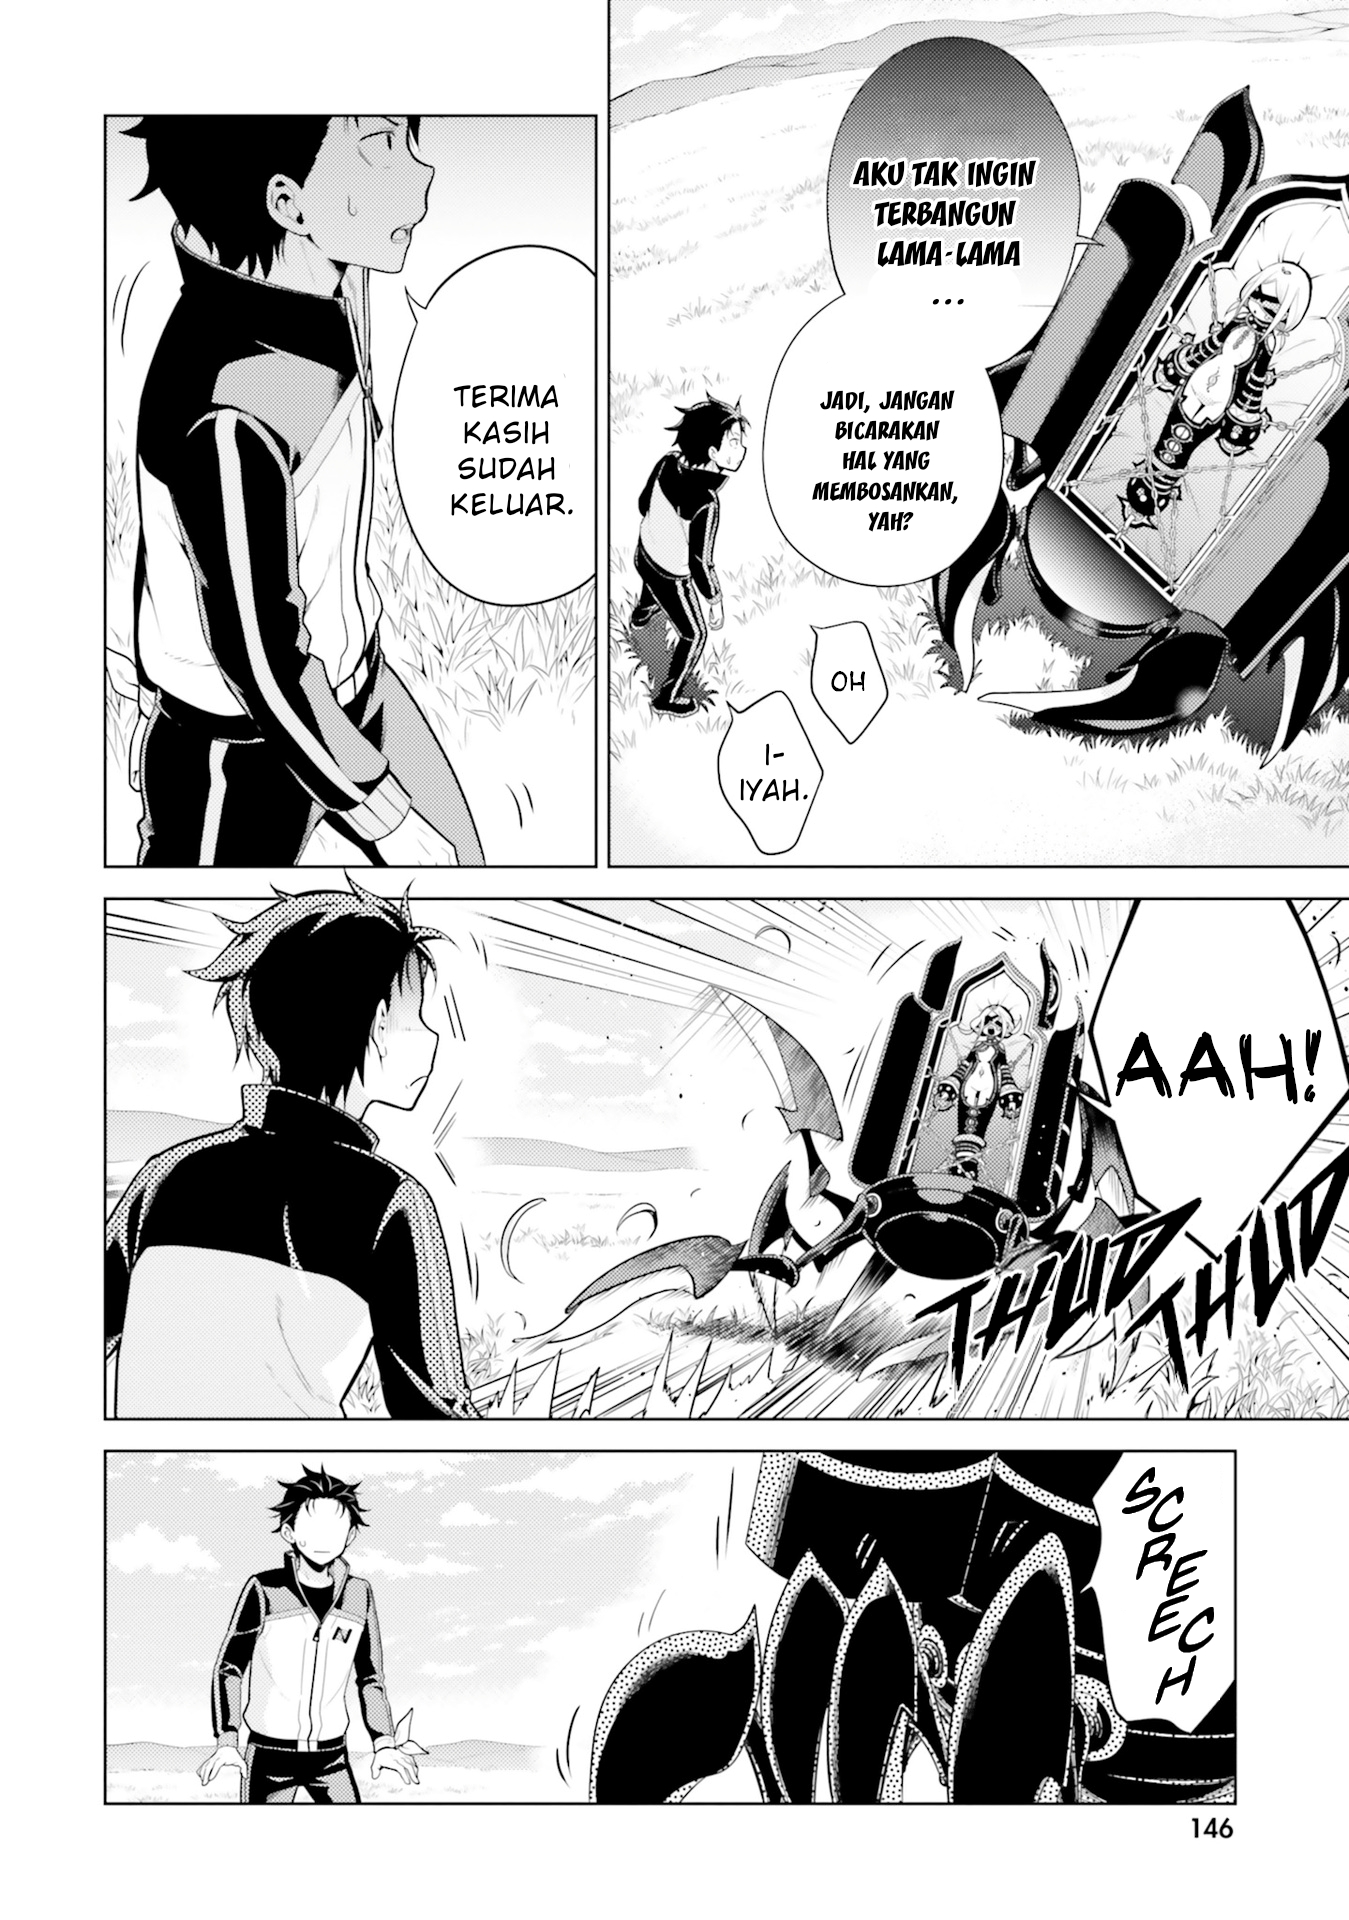 AKU TAK INGIN
TERBANGUN
LAMA-LAMA
...
JADI, JANGAN
BICARAKAN
HAL YANG
MEMBOSANKAN,
YAH?
OH
I-
IYAH.
TERIMA
KASIH
SUDAH
KELUAR.
AAH!
THUD
THUD
SCREECH
N
146